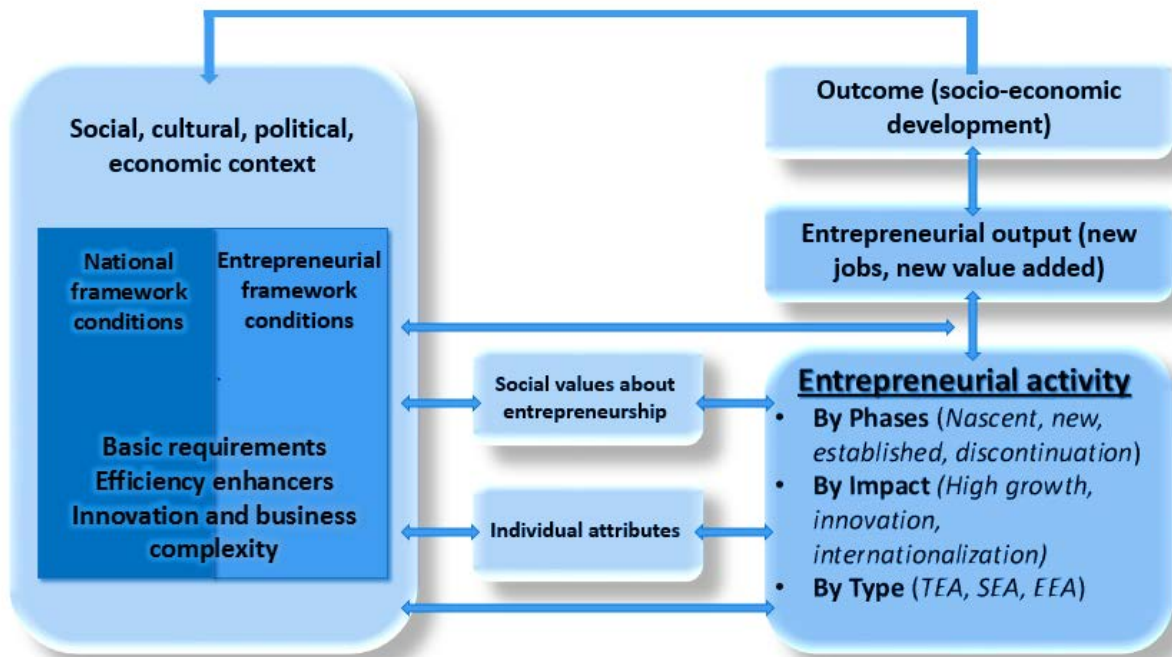 Social, cultural, political,
economic context
National
framework
conditions
Entrepreneurial
framework
conditions
Basic requirements
Efficiency enhancers
Innovation and business
complexity
Social values about
entrepreneurship
Individual attributes
Outcome (socio-economic
development)
Entrepreneurial output (new
jobs, new value added)
Entrepreneurial activity
• By Phases (Nascent, new,
established, discontinuation)
• By Impact (High growth,
innovation,
internationalization)
• By Type (TEA, SEA, EEA)